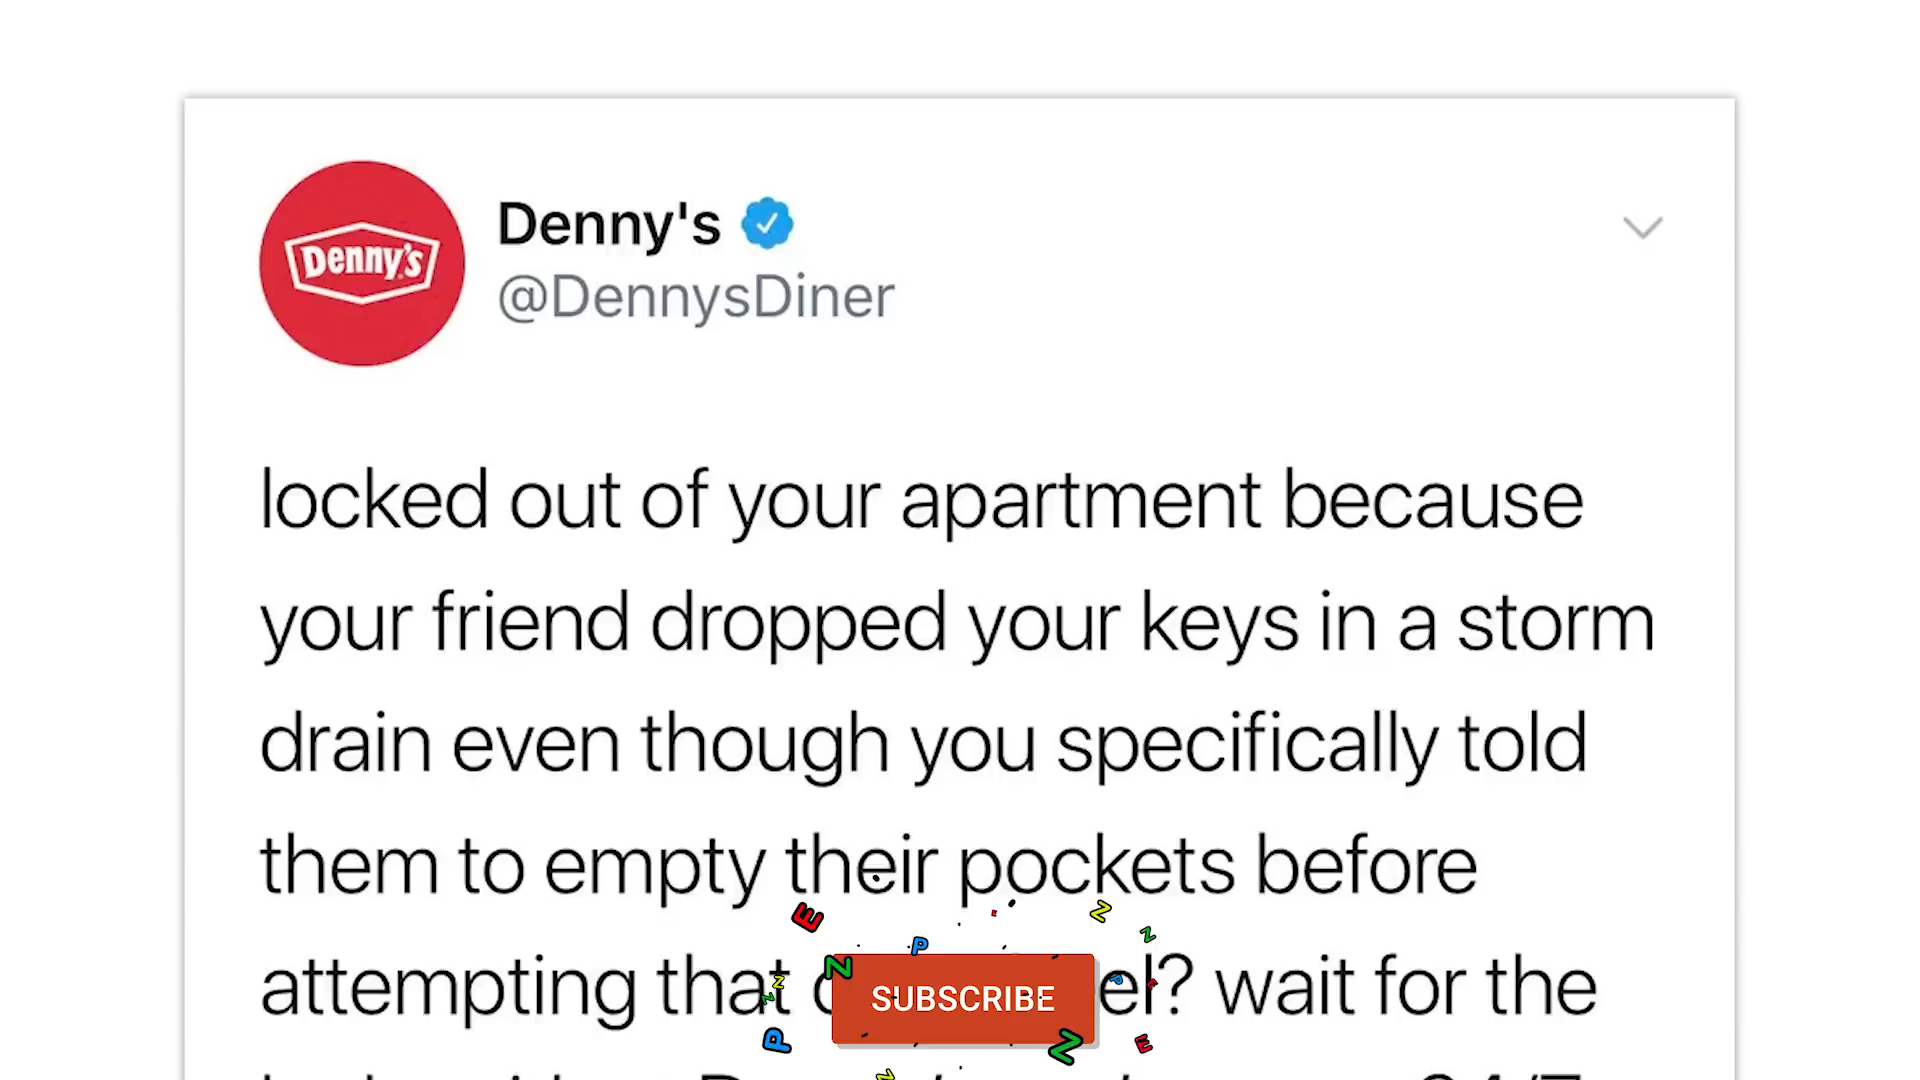 Denny's
Denny's
@DennysDiner
locked out of your apartment because
your friend dropped your keys in a storm
drain even though you specifically told
them to empty their pockets before
attempting that el? wait for the
SUBSCRIBE
E
P
Z
Z
N
N
Z
P
E
P
N
E
Z